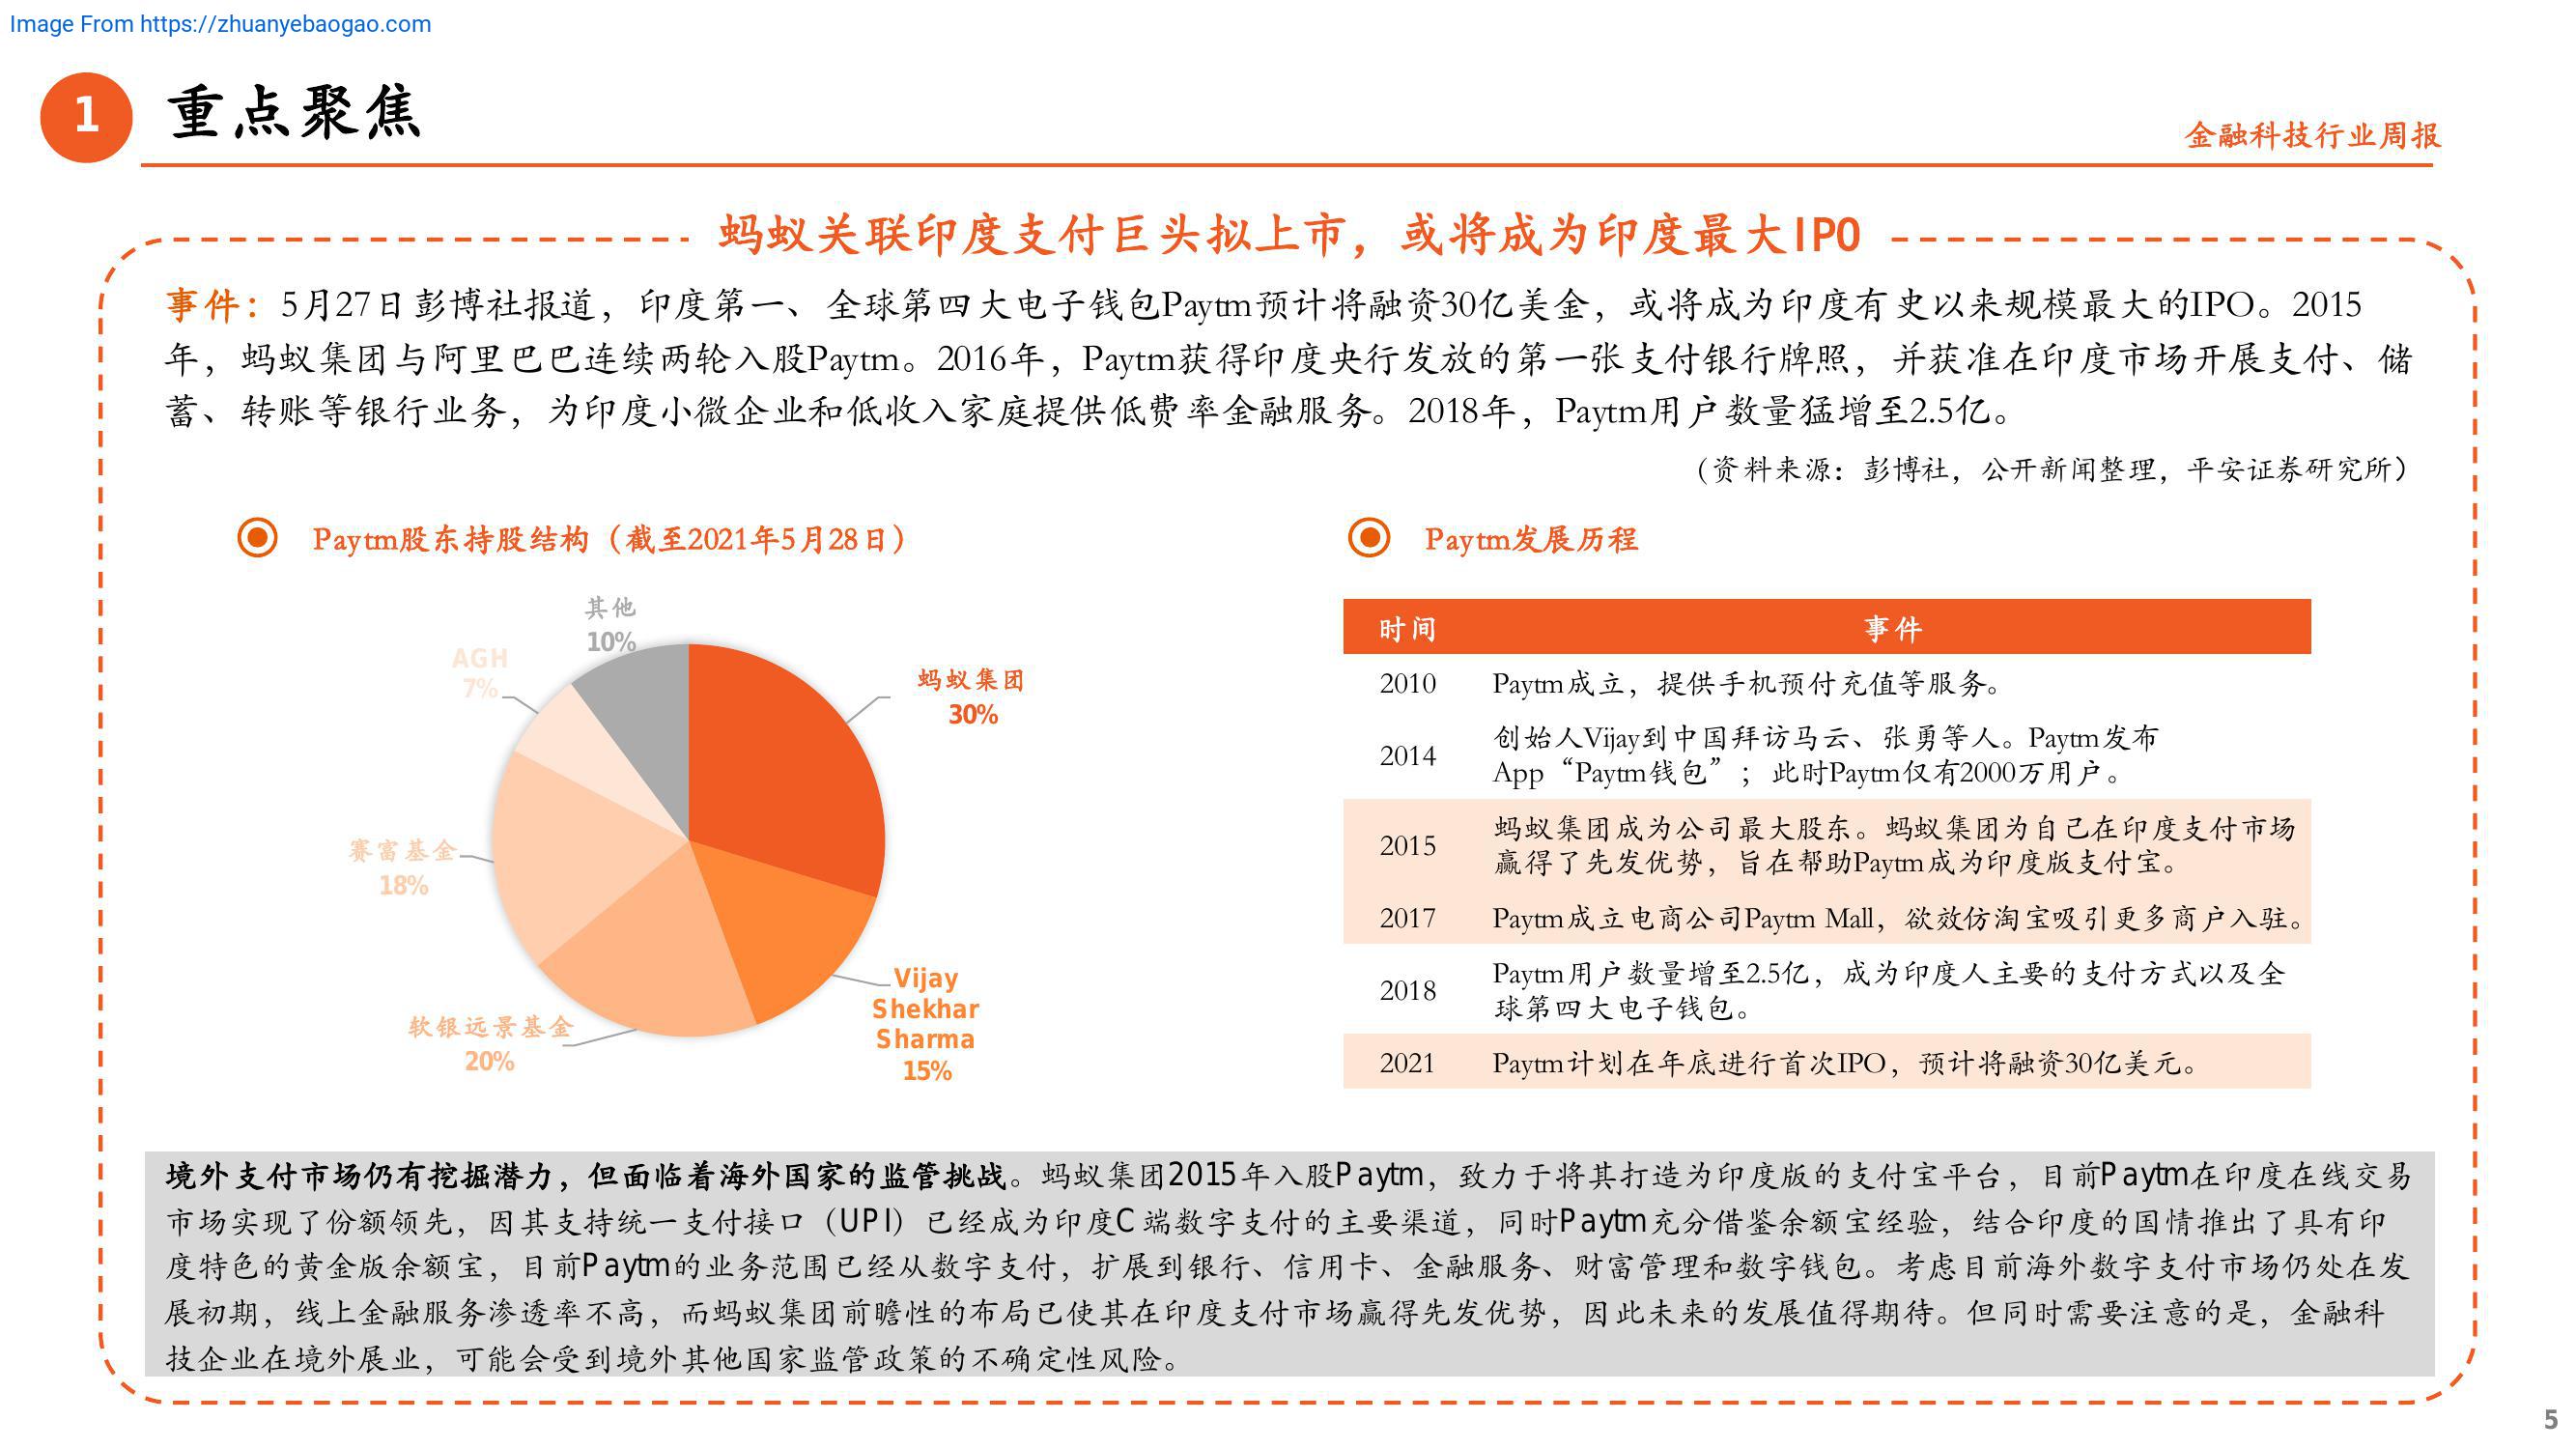 Image From https://zhuanyebaogao.com
1
重点聚焦
金融科技行业周报
蚂蚁关联印度支付巨头拟上市，或将成为印度最大IPO
事件：5月27日彭博社报道，印度第一、全球第四大电子钱包Paytm预计将融资30亿美金，或将成为印度有史以来规模最大的IPO。2015
年，蚂蚁集团与阿里巴巴连续两轮入股Paytm。2016年，Paytm获得印度央行发放的第一张支付银行牌照，并获准在印度市场开展支付、储
蓄、转账等银行业务，为印度小微企业和低收入家庭提供低费率金融服务。2018年，Paytm用户数量猛增至2.5亿。
（资料来源：彭博社，公开新闻整理，平安证券研究所）
Paytm股东持股结构（截至2021年5月28日）
其他
10%
AGH
7%
蚂蚁集团
30%
赛富基金
18%
软银远景基金
20%
Vijay
Shekhar
Sharma
15%
Paytm发展历程
时间 事件
2010 Paytm成立，提供手机预付充值等服务。
2014 创始人Vijay到中国拜访马云、张勇等人。Paytm发布
App“Paytm钱包”；此时Paytm仅有2000万用户。
2015 蚂蚁集团成为公司最大股东。蚂蚁集团为自己在印度支付市场
赢得了先发优势，旨在帮助Paytm成为印度版支付宝。
2017 Paytm成立电商公司Paytm Mall，欲效仿淘宝吸引更多商户入驻。
2018 Paytm用户数量增至2.5亿，成为印度人主要的支付方式以及全
球第四大电子钱包。
2021 Paytm计划在年底进行首次IPO，预计将融资30亿美元。
境外支付市场仍有挖掘潜力，但面临着海外国家的监管挑战。蚂蚁集团2015年入股Paytm，致力于将其打造为印度版的支付宝平台，目前Paytm在印度在线交易
市场实现了份额领先，因其支持统一支付接口（UPI）已经成为印度C端数字支付的主要渠道，同时Paytm充分借鉴余额宝经验，结合印度的国情推出了具有印
度特色的黄金版余额宝，目前Paytm的业务范围已经从数字支付，扩展到银行、信用卡、金融服务、财富管理和数字钱包。考虑目前海外数字支付市场仍处在发
展初期，线上金融服务渗透率不高，而蚂蚁集团前瞻性的布局已使其在印度支付市场赢得先发优势，因此未来的发展值得期待。但同时需要注意的是，金融科
技企业在境外展业，可能会受到境外其他国家监管政策的不确定性风险。
5